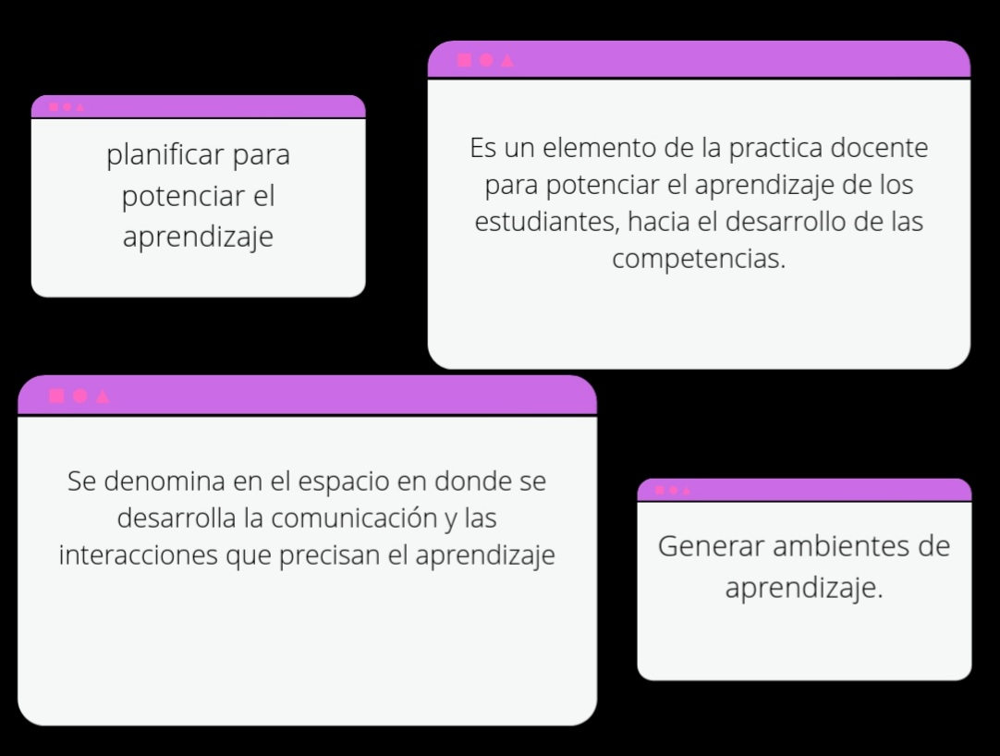 planificar para
potenciar el
aprendizaje
Es un elemento de la practica docente
para potenciar el aprendizaje de los
estudiantes, hacia el desarrollo de las
competencias.
Se denomina en el espacio en donde se
desarrolla la comunicación y las
interacciones que precisan el aprendizaje
Generar ambientes de
aprendizaje.